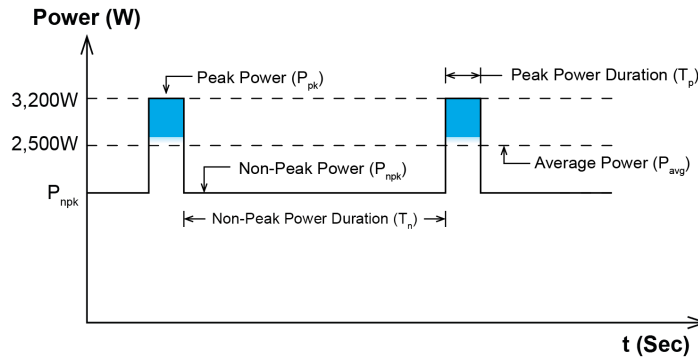 Power (W)
Peak Power (Ppk)
Peak Power Duration (Tp)
3,200W
2,500W
Average Power (Pavg)
Non-Peak Power (Pnpk)
Pnpk
Non-Peak Power Duration (Tn)
t (Sec)